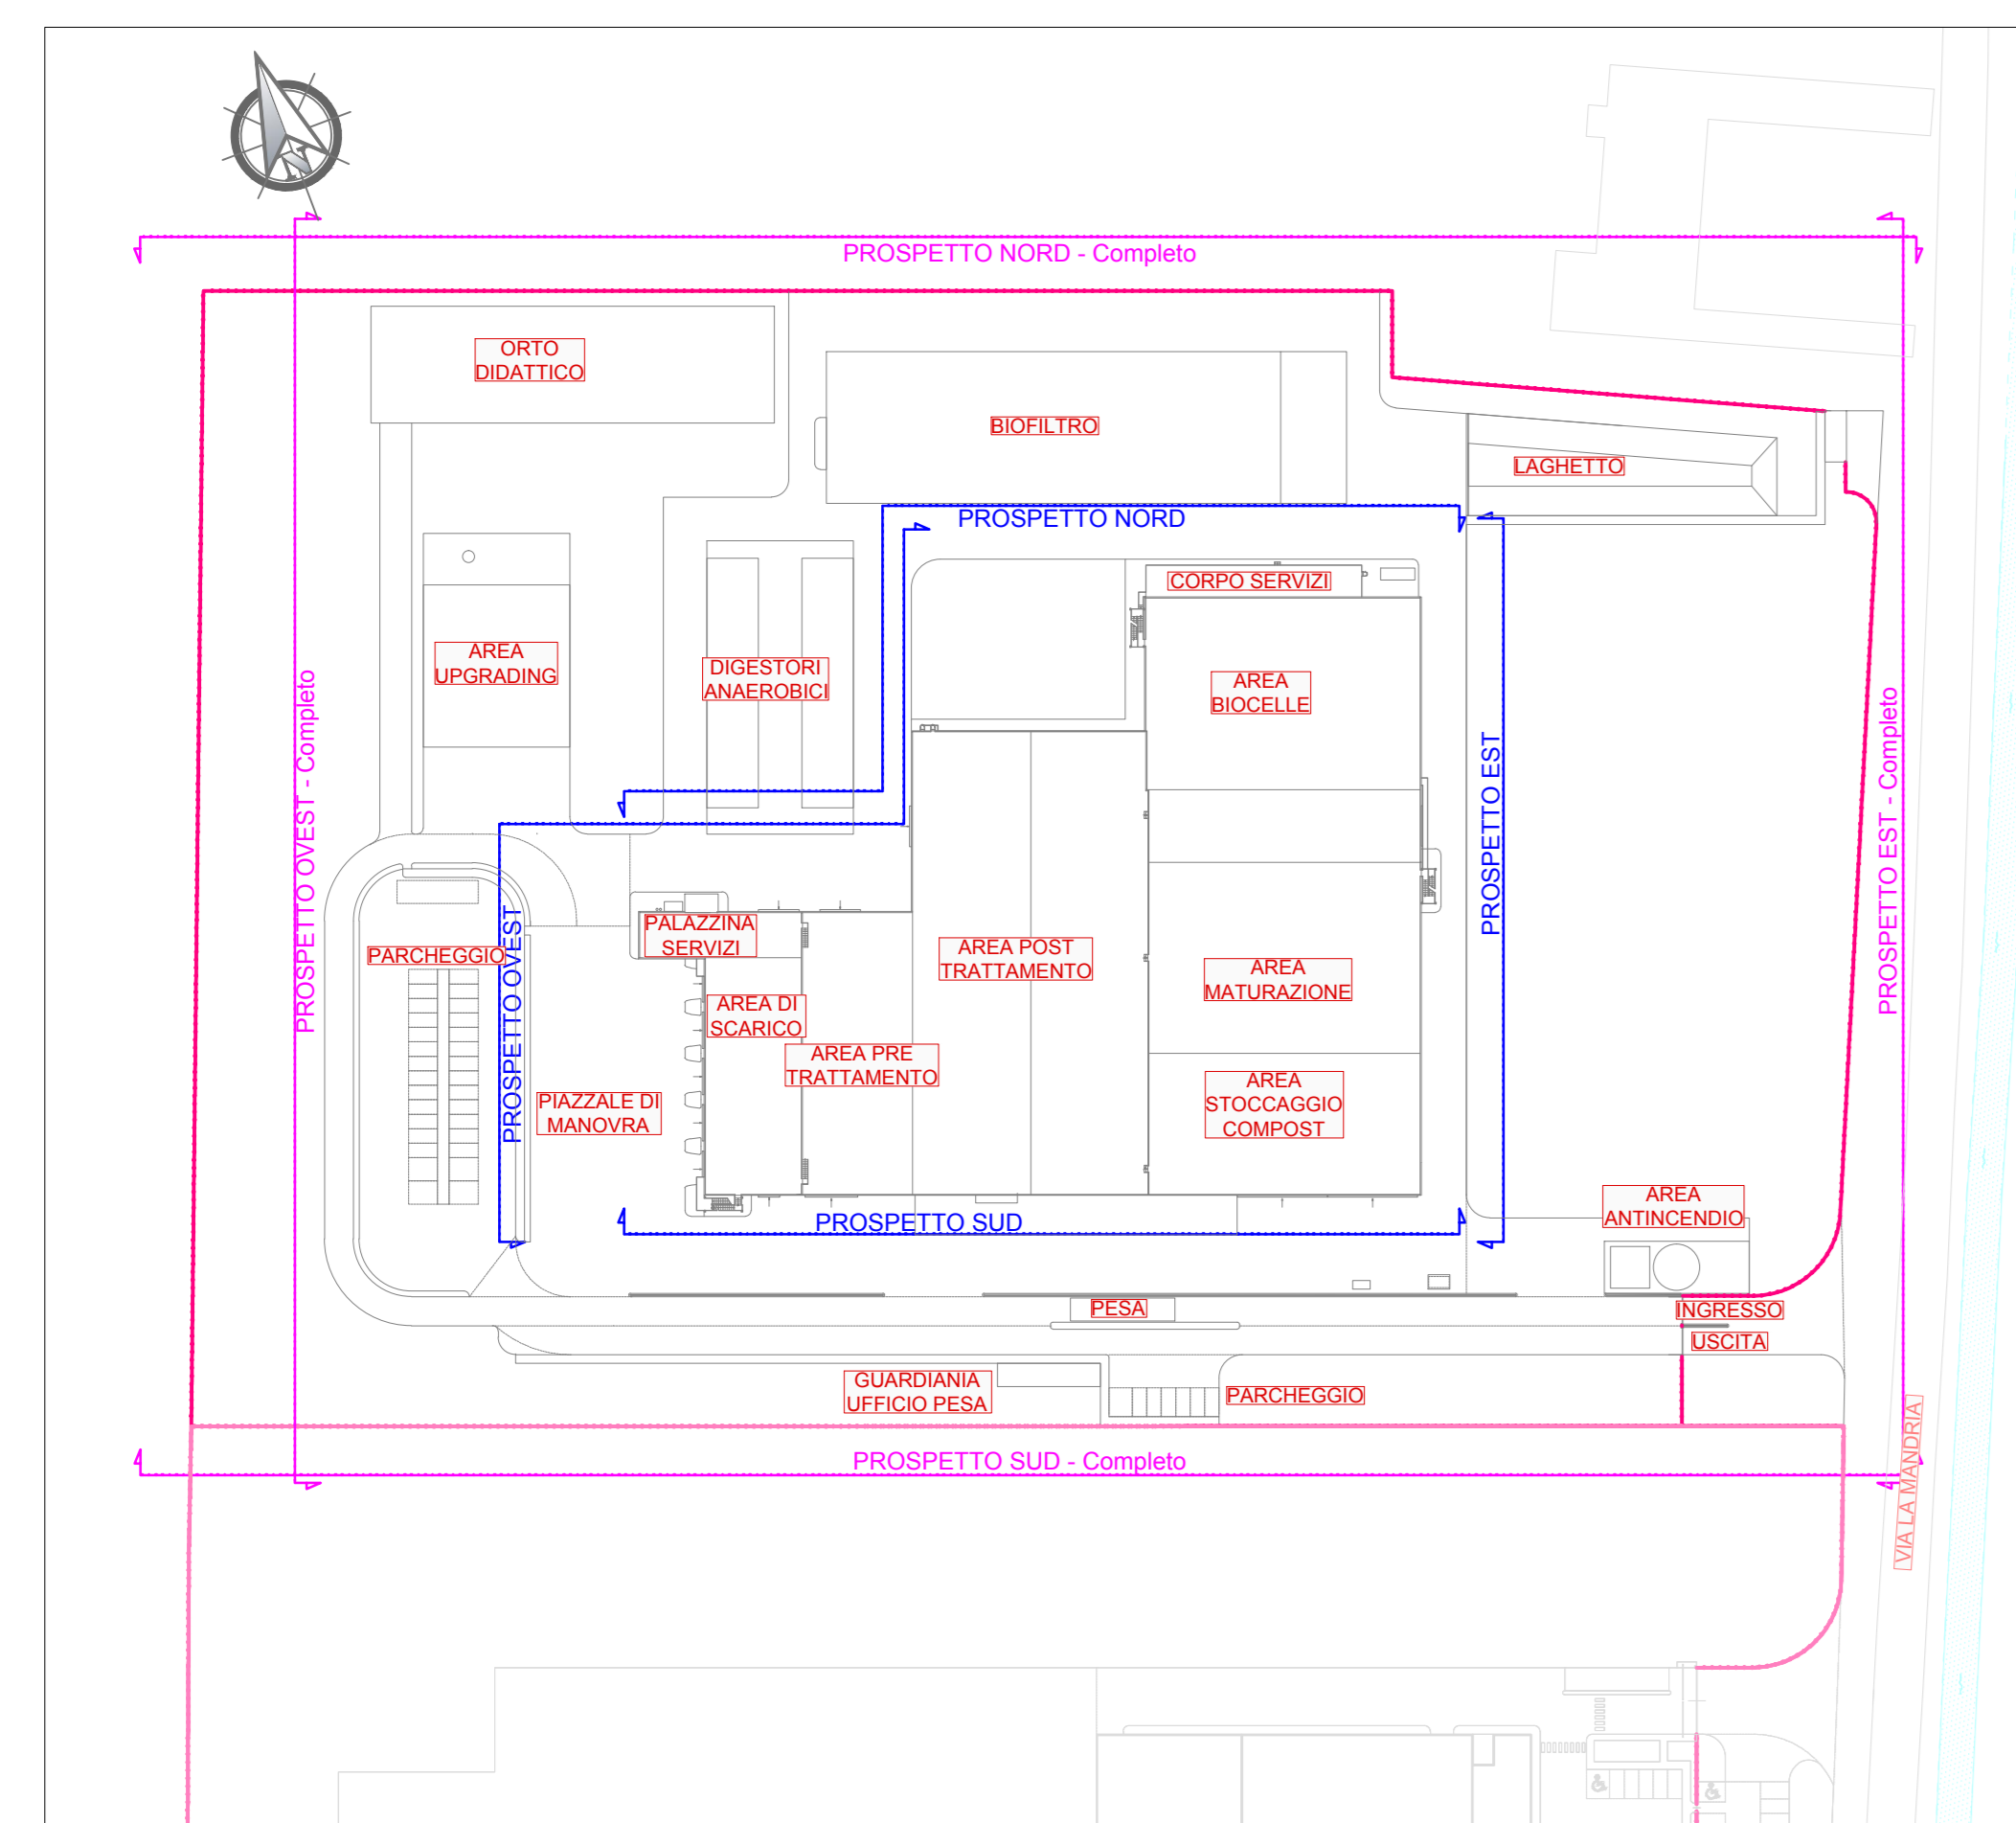 N
PROSPETTO NORD - Completo
ORTO
DIDATTICO
BIOFILTRO
LAGHETTO
PROSPETTO NORD
CORPO SERVIZI
AREA
UPGRADING
DIGESTORI
ANAEROBICI
AREA
BIOCELLE
PROSPETTO OVEST - Completo
PROSPETTO EST
PROSPETTO EST - Completo
PARCHEGGIO
PROSPETTO OVEST
PALAZZINA
SERVIZI
AREA POST
TRATTAMENTO
AREA
MATURAZIONE
AREA DI
SCARICO
AREA PRE
TRATTAMENTO
PIAZZALE DI
MANOVRA
AREA
STOCCAGGIO
COMPOST
PROSPETTO SUD
AREA
ANTINCENDIO
PESA
INGRESSO
USCITA
GUARDIANIA
UFFICIO PESA
PARCHEGGIO
VIA LA MANDRIA
PROSPETTO SUD - Completo